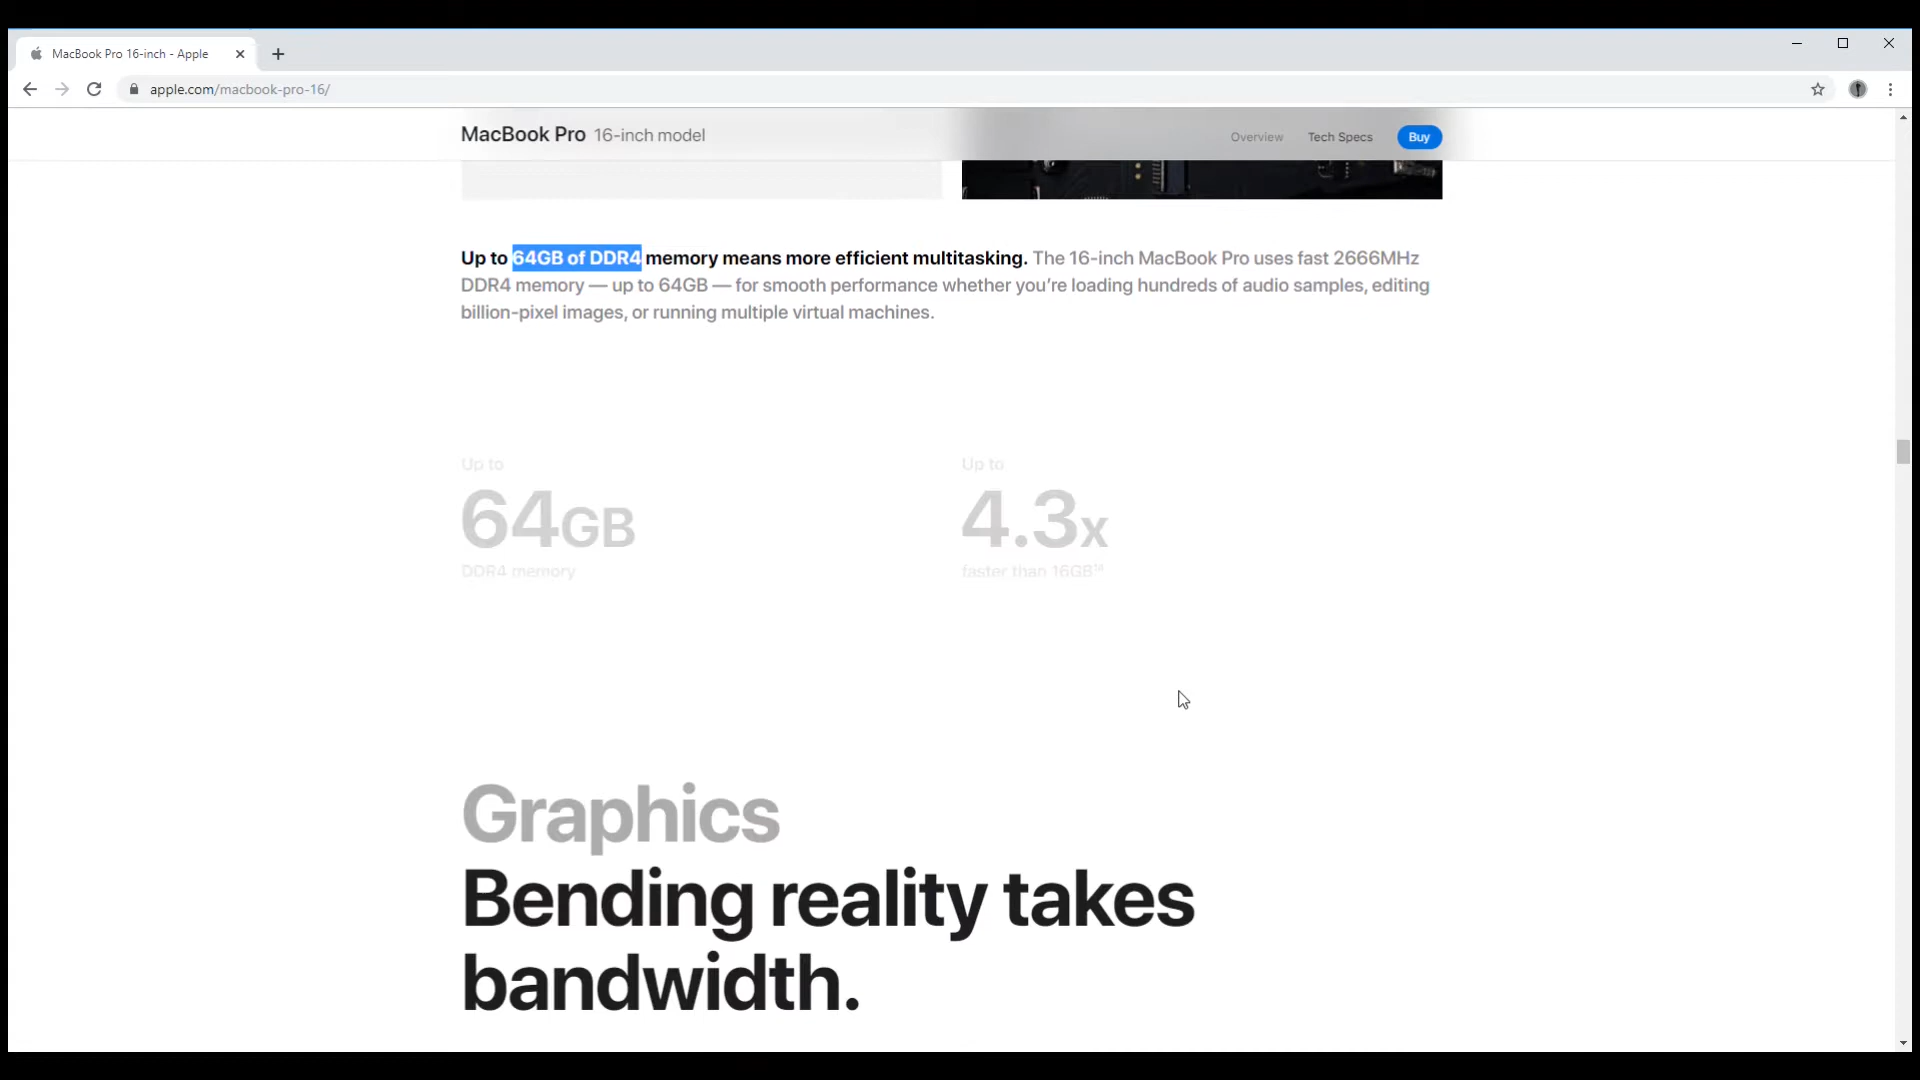 MacBook Pro 16-inch - Apple
apple.com/macbook-pro-16/
MacBook Pro 16-inch model
Overview Tech Specs Buy
Up to 64GB of DDR4 memory means more efficient multitasking. The 16-inch MacBook Pro uses fast 2666MHz
DDR4 memory — up to 64GB — for smooth performance whether you’re loading hundreds of audio samples, editing
billion-pixel images, or running multiple virtual machines.
Up to
64GB
DDR4 memory
Up to
4.3x
faster than 16GB¹⁴
Graphics
Bending reality takes
bandwidth.